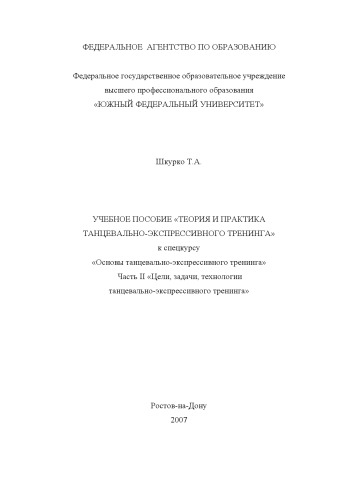 ФЕДЕРАЛЬНОЕ АГЕНТСТВО ПО ОБРАЗОВАНИЮ
Федеральное государственное образовательное учреждение
высшего профессионального образования
«ЮЖНЫЙ ФЕДЕРАЛЬНЫЙ УНИВЕРСИТЕТ»
Шкурко Т.А.
УЧЕБНОЕ ПОСОБИЕ «ТЕОРИЯ И ПРАКТИКА
ТАНЦЕВАЛЬНО-ЭКСПРЕССИВНОГО ТРЕНИНГА»
к спецкурсу
«Основы танцевально-экспрессивного тренинга»
Часть II «Цели, задачи, технологии
танцевально-экспрессивного тренинга»
Ростов-на-Дону
2007